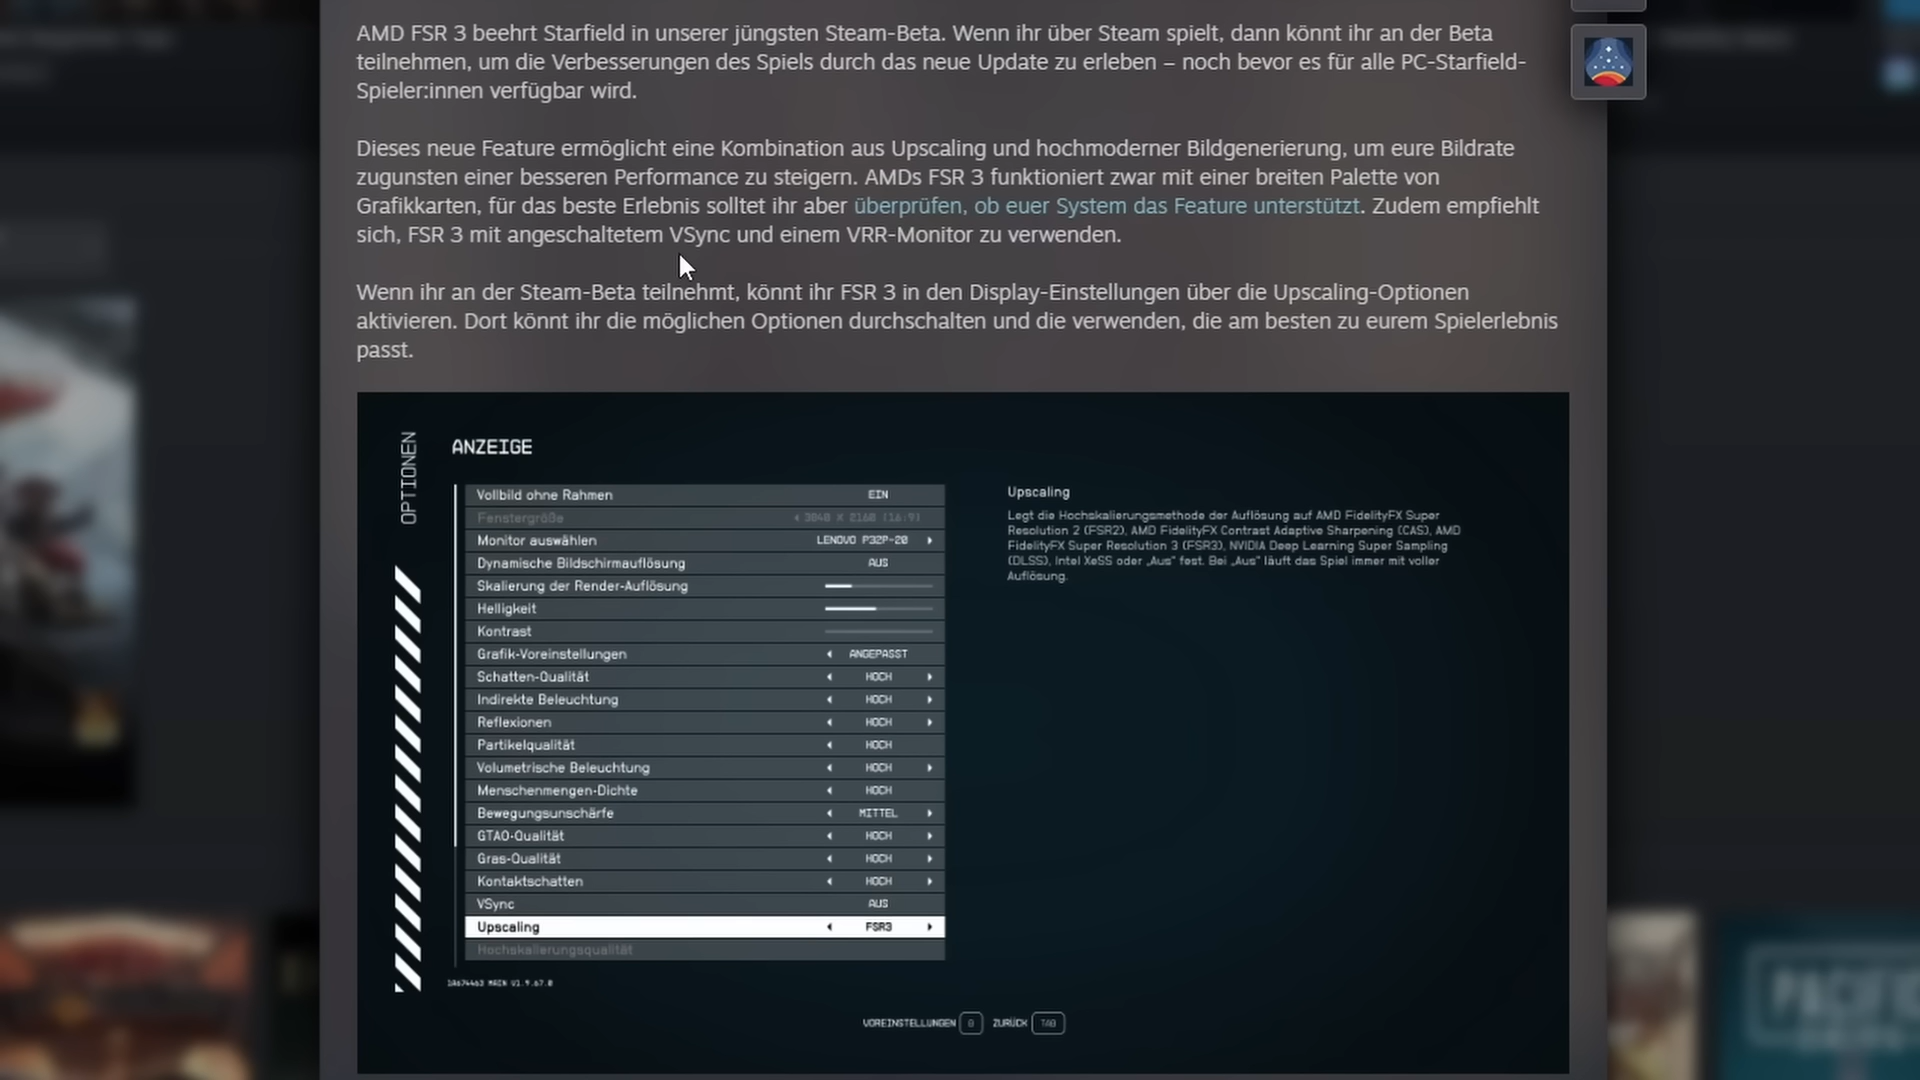 AMD FSR 3 beehrt Starfield in unserer jüngsten Steam-Beta. Wenn ihr über Steam spielt, dann könnt ihr an der Beta
teilnehmen, um die Verbesserungen des Spiels durch das neue Update zu erleben – noch bevor es für alle PC-Starfield-
Spieler:innen verfügbar wird.
Dieses neue Feature ermöglicht eine Kombination aus Upscaling und hochmoderner Bildgenerierung, um eure Bildrate
zugunsten einer besseren Performance zu steigern. AMDs FSR 3 funktioniert zwar mit einer breiten Palette von
Grafikkarten, für das beste Erlebnis solltet ihr aber überprüfen, ob euer System das Feature unterstützt. Zudem empfiehlt
sich, FSR 3 mit angeschaltetem VSync und einem VRR-Monitor zu verwenden.
Wenn ihr an der Steam-Beta teilnehmt, könnt ihr FSR 3 in den Display-Einstellungen über die Upscaling-Optionen
aktivieren. Dort könnt ihr die möglichen Optionen durchschalten und die verwenden, die am besten zu eurem Spielerlebnis
passt.
OPTIONEN
ANZEIGE
Vollbild ohne Rahmen EIN
Fenstergröße 3840 X 2160 (16:9)
Monitor auswählen LENOVO P32P-20
Dynamische Bildschirmauflösung AUS
Skalierung der Render-Auflösung
Helligkeit
Kontrast
Grafik-Voreinstellungen ANGEPASST
Schatten-Qualität HOCH
Indirekte Beleuchtung HOCH
Reflexionen HOCH
Partikelqualität HOCH
Volumetrische Beleuchtung HOCH
Menschenmengen-Dichte HOCH
Bewegungsunschärfe MITTEL
GTAO-Qualität HOCH
Gras-Qualität HOCH
Kontaktschatten HOCH
VSync AUS
Upscaling FSR3
Hochskalierungsqualität
Upscaling
Legt die Hochskalierungsmethode der Auflösung auf AMD FidelityFX Super
Resolution 2 (FSR2), AMD FidelityFX Contrast Adaptive Sharpening (CAS), AMD
FidelityFX Super Resolution 3 (FSR3), NVIDIA Deep Learning Super Sampling
(DLSS), Intel XeSS oder „Aus" fest. Bei „Aus" läuft das Spiel immer mit voller
Auflösung.
MAIN V1.9.67.0
VOREINSTELLUNGEN ZURÜCK TAB
PACIFIC